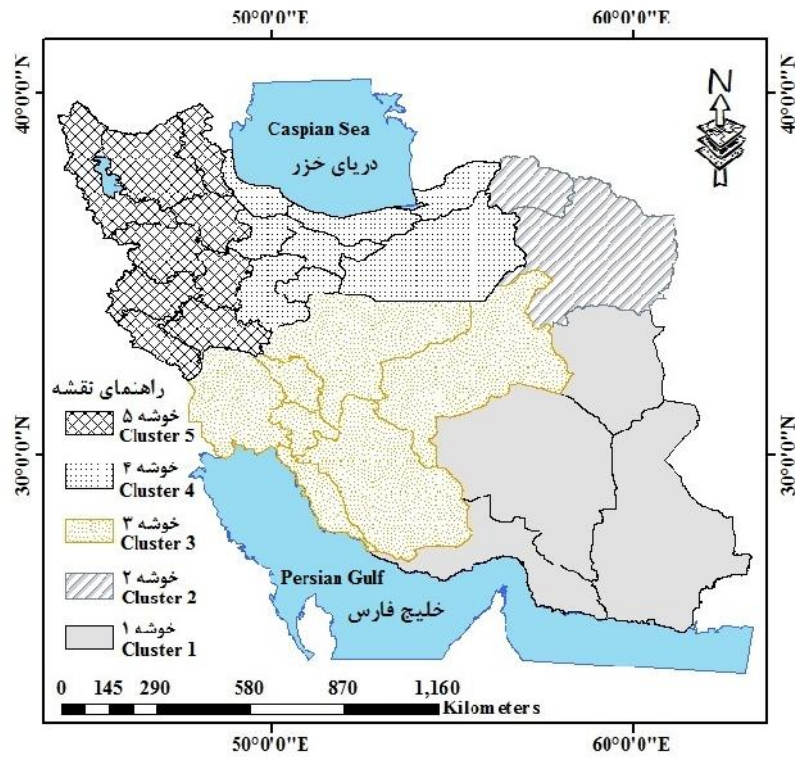 50°0'0"E 60°0'0"E
40°0'0"N 40°0'0"N
N
Caspian Sea
دریای خزر
راهنمای نقشه
خوشه ۵
Cluster 5
خوشه ۴
Cluster 4
خوشه ۳
Cluster 3
خوشه ۲
Cluster 2
خوشه ۱
Cluster 1
30°0'0"N 30°0'0"N
Persian Gulf
خلیج فارس
0 145 290 580 870 1,160
Kilometers
50°0'0"E 60°0'0"E